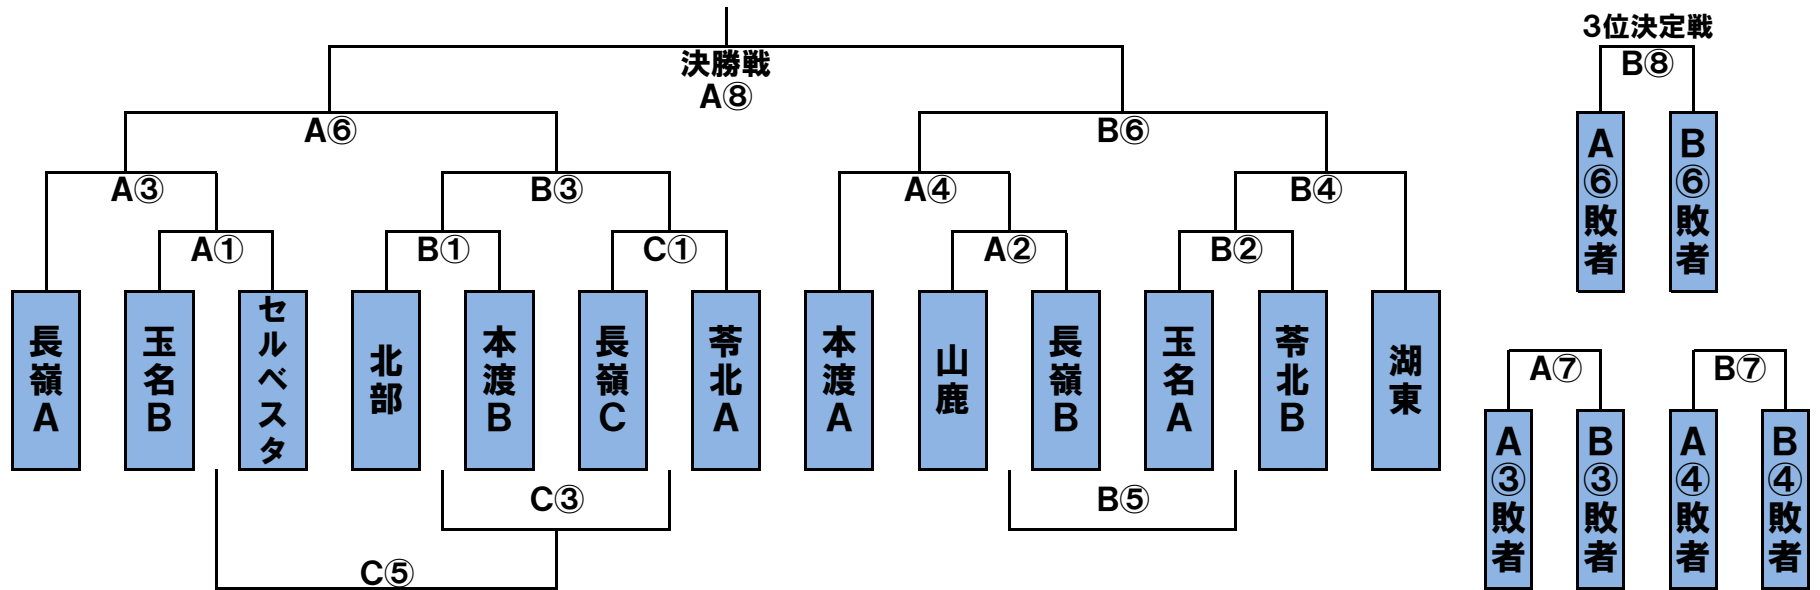 3位決定戦
決勝戦
A⑧
B⑧
A⑥
B⑥
A⑥敗者
B⑥敗者
A③
B③
A④
B④
A①
B①
C①
A②
B②
長嶺A
玉名B
セルベスタ
北部
本渡B
長嶺C
苓北A
本渡A
山鹿
長嶺B
玉名A
苓北B
湖東
A⑦
B⑦
A③敗者
B③敗者
A④敗者
B④敗者
C③
B⑤
C⑤